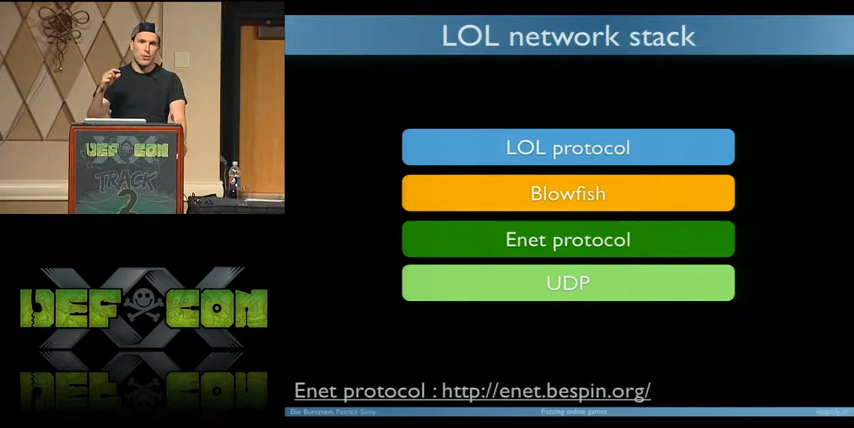 LOL network stack
DEF CON
TRACK
2
LOL protocol
Blowfish
Enet protocol
UDP
DEF CON
Enet protocol : http://enet.bespin.org/
Fuzzing online games